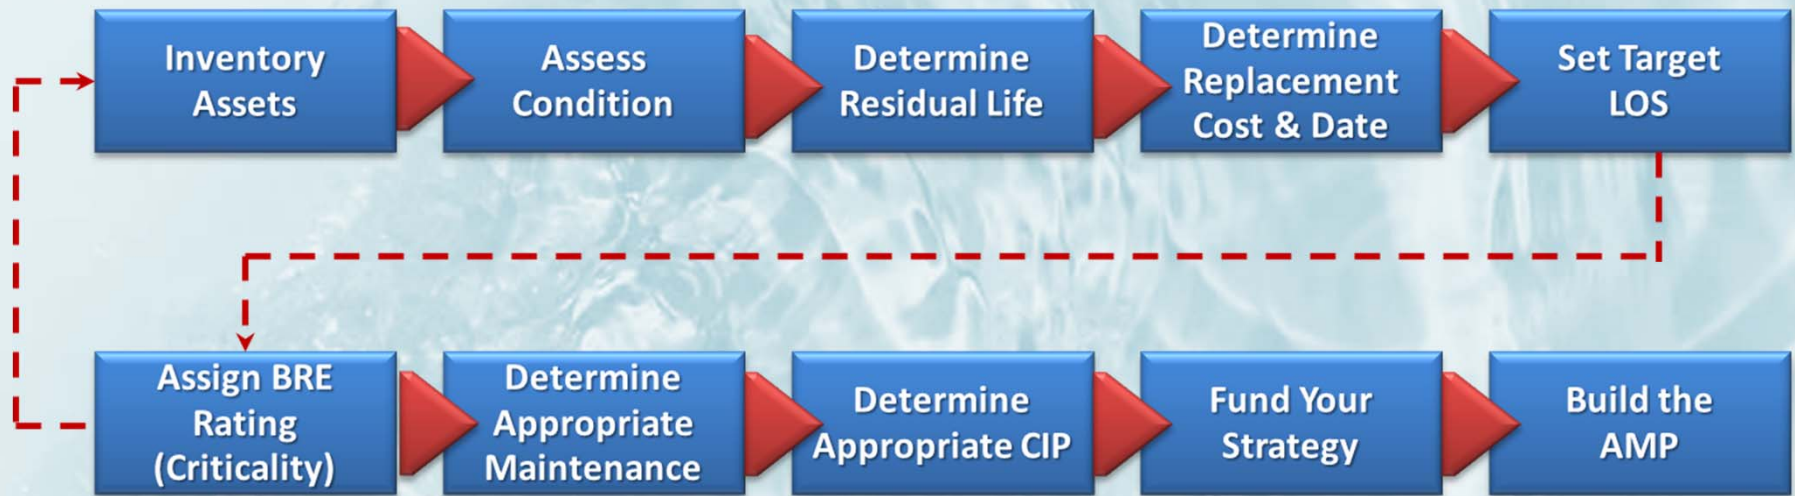 Inventory
Assets
Assess
Condition
Determine
Residual Life
Determine
Replacement
Cost & Date
Set Target
LOS
Assign BRE
Rating
(Criticality)
Determine
Appropriate
Maintenance
Determine
Appropriate CIP
Fund Your
Strategy
Build the
AMP